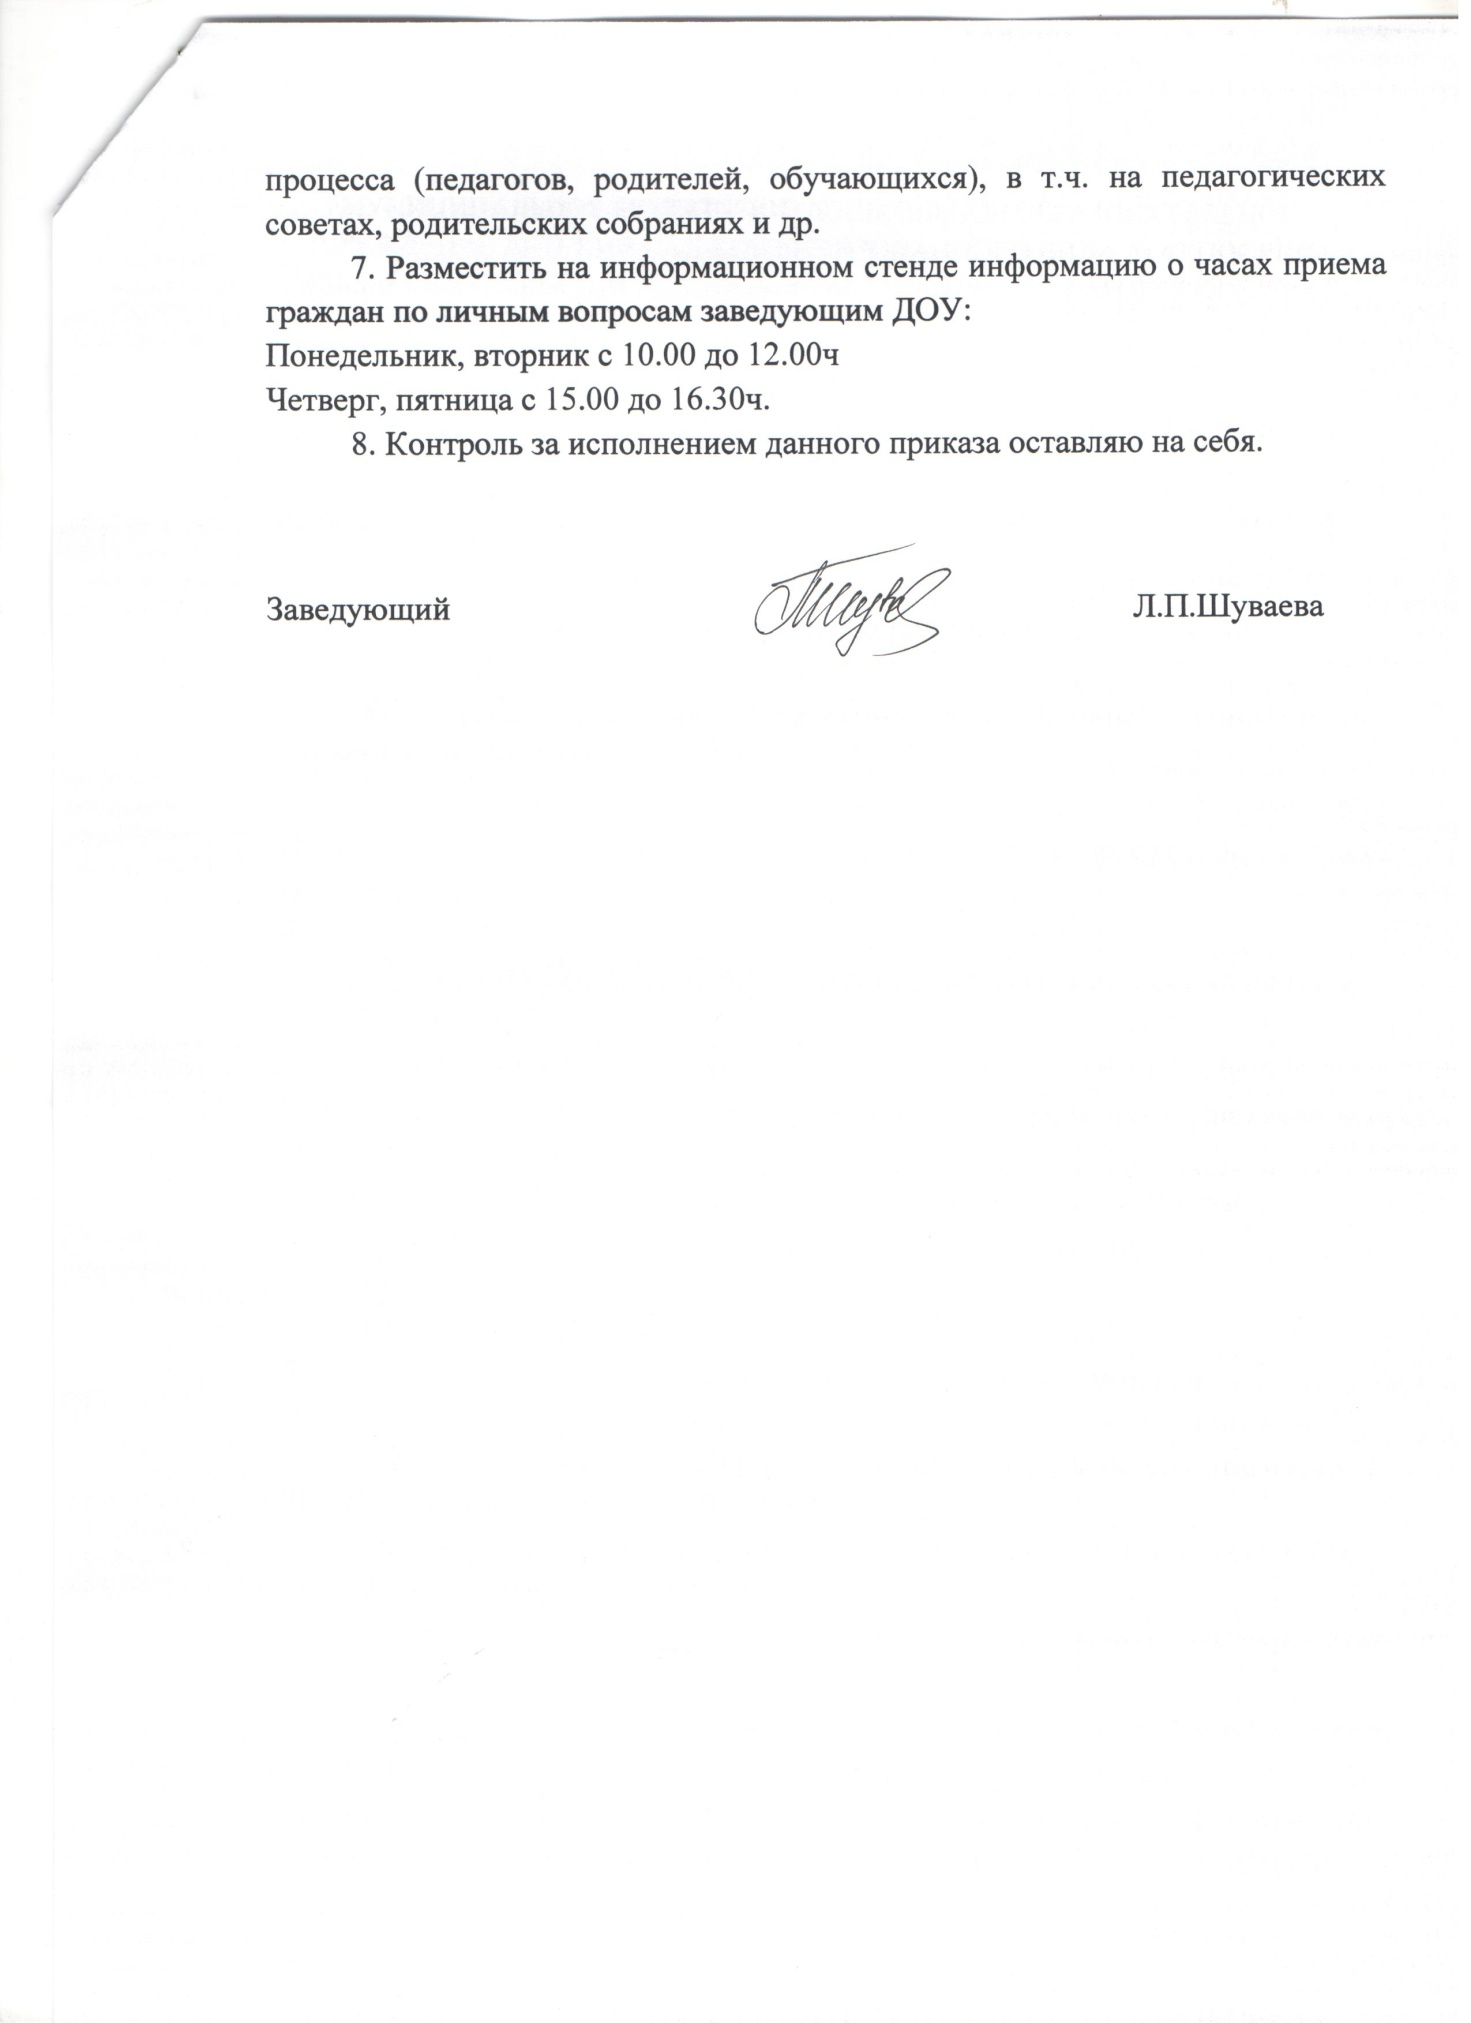 процесса (педагогов, родителей, обучающихся), в т.ч. на педагогических
советах, родительских собраниях и др.
7. Разместить на информационном стенде информацию о часах приема
граждан по личным вопросам заведующим ДОУ:
Понедельник, вторник с 10.00 до 12.00ч
Четверг, пятница с 15.00 до 16.30ч.
8. Контроль за исполнением данного приказа оставляю на себя.
Заведующий Л.П.Шуваева